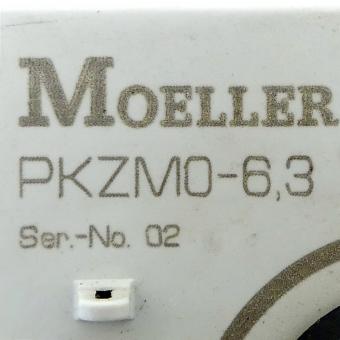 MOELLER
PKZM0-6,3
Ser.-No. 02